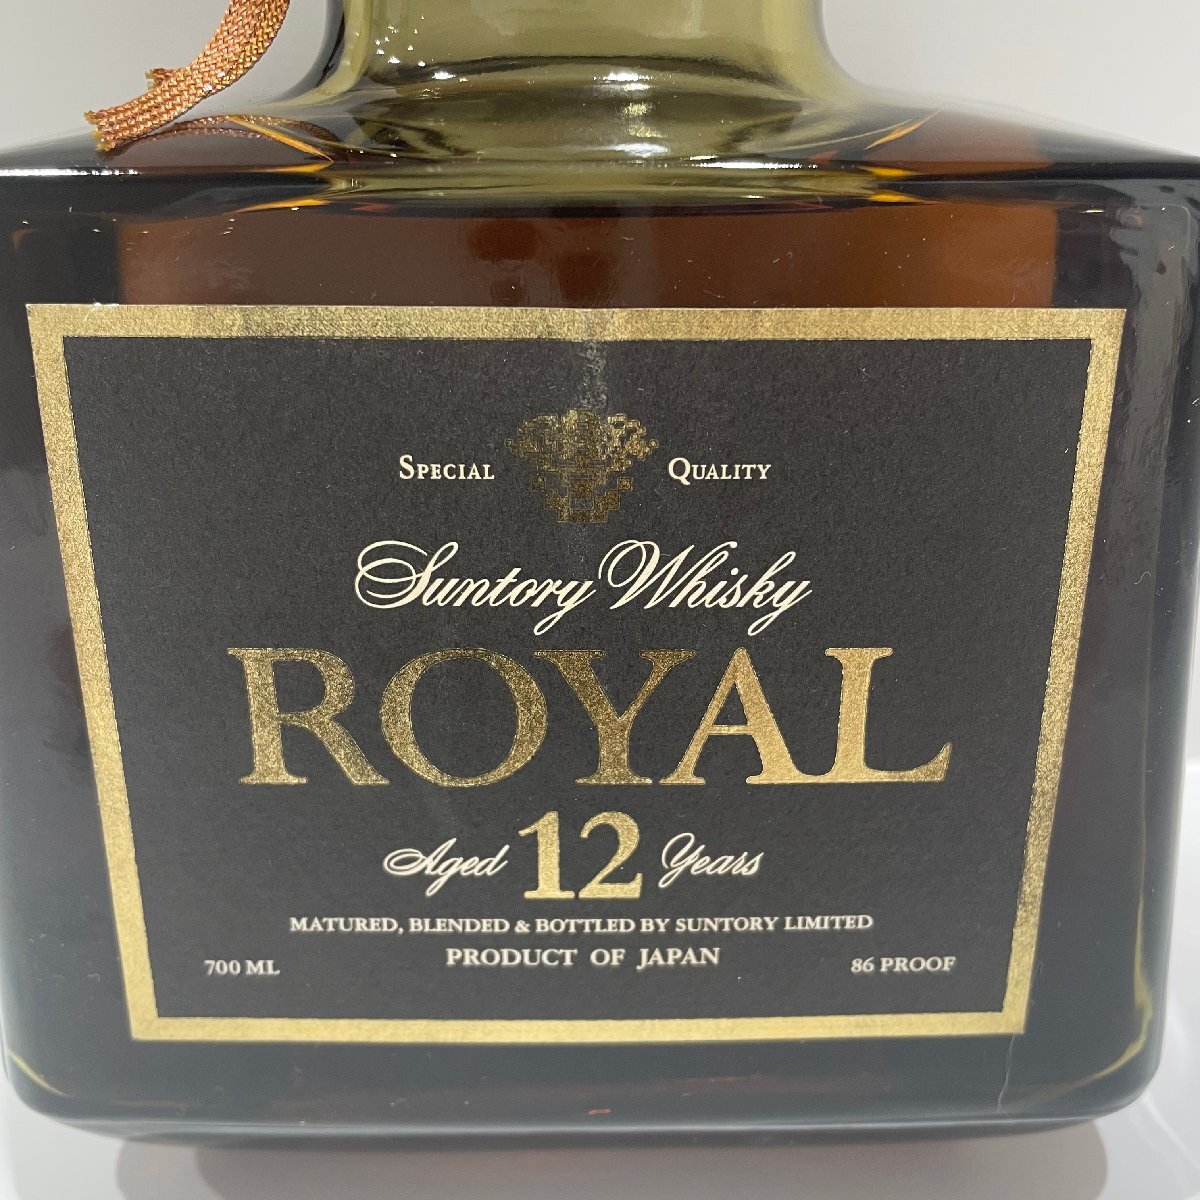 SPECIAL QUALITY
Suntory Whisky
ROYAL
Aged 12 Years
MATURED, BLENDED & BOTTLED BY SUNTORY LIMITED
PRODUCT OF JAPAN
700 ML
86 PROOF